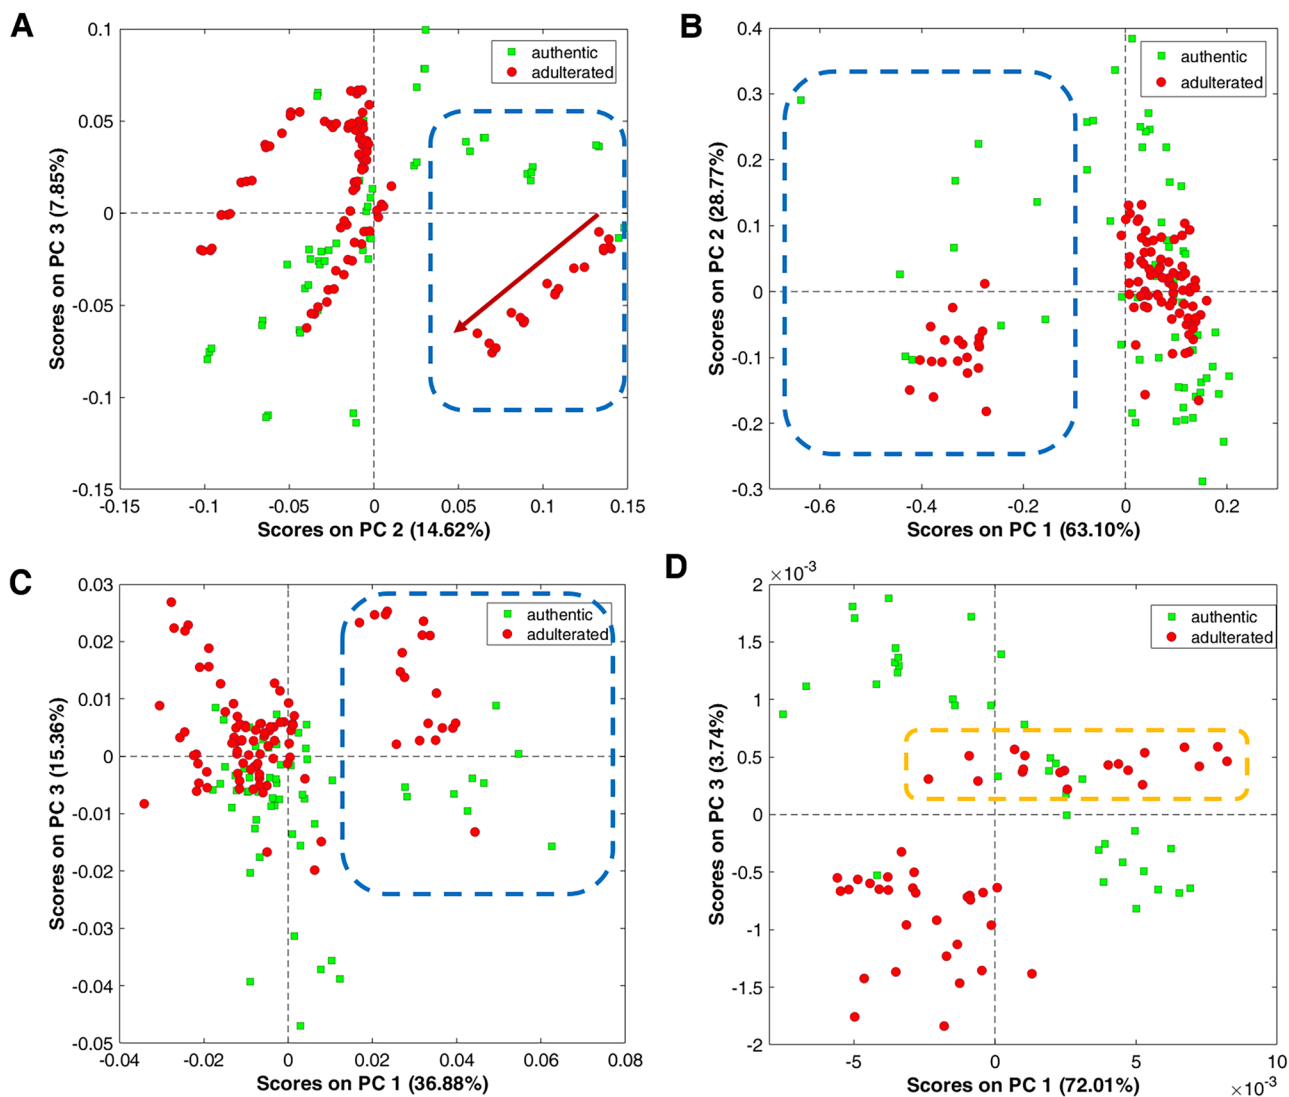 A
0.1
0.05
0
-0.05
-0.1
-0.15
Scores on PC 3 (7.85%)
authentic
adulterated
-0.15
-0.1
-0.05
0
0.05
0.1
0.15
Scores on PC 2 (14.62%)
B
0.4
0.3
0.2
0.1
0
-0.1
-0.2
-0.3
Scores on PC 2 (28.77%)
authentic
adulterated
-0.6
-0.4
-0.2
0
0.2
Scores on PC 1 (63.10%)
C
0.03
0.02
0.01
0
-0.01
-0.02
-0.03
-0.04
-0.05
Scores on PC 3 (15.36%)
authentic
adulterated
-0.04
-0.02
0
0.02
0.04
0.06
0.08
Scores on PC 1 (36.88%)
D
×10⁻³
2
1.5
1
0.5
0
-0.5
-1
-1.5
-2
Scores on PC 3 (3.74%)
authentic
adulterated
-5
0
5
10
Scores on PC 1 (72.01%)
×10⁻³